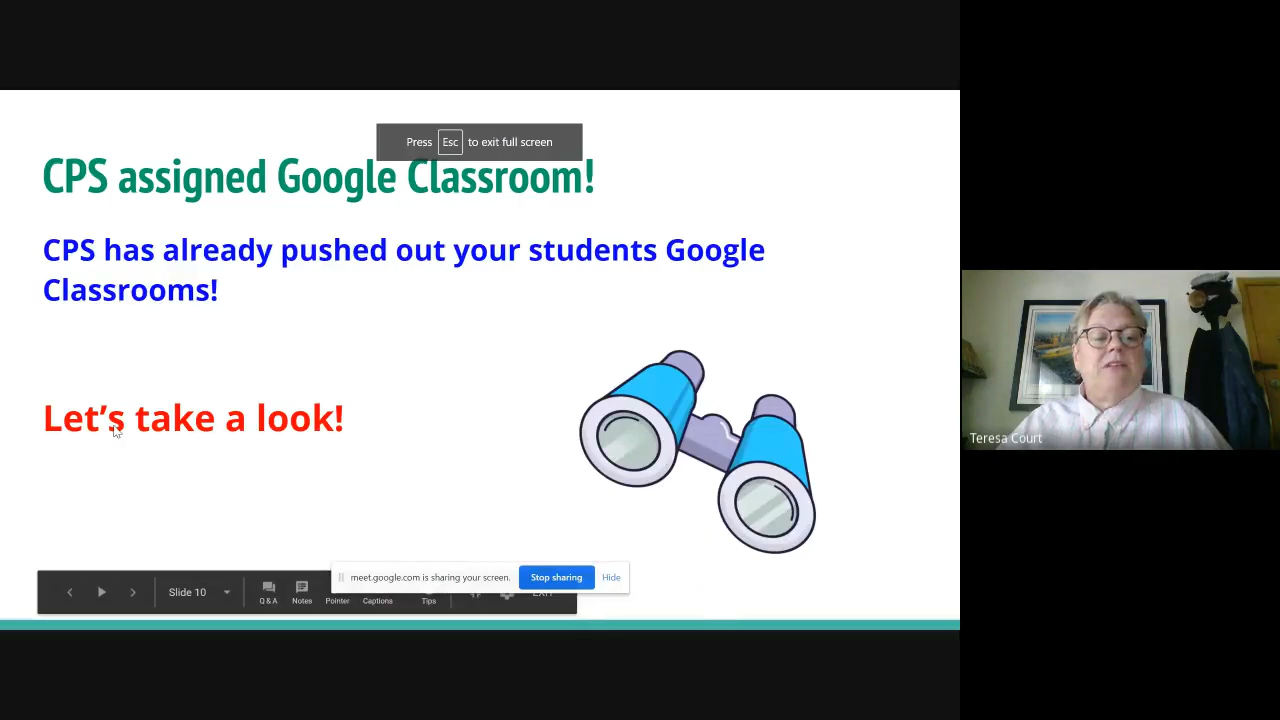 Press Esc to exit full screen
CPS assigned Google Classroom!
CPS has already pushed out your students Google
Classrooms!
Let's take a look!
Teresa Court
meet.google.com is sharing your screen. Stop sharing Hide
Slide 10
Q & A Notes Pointer Captions Tips